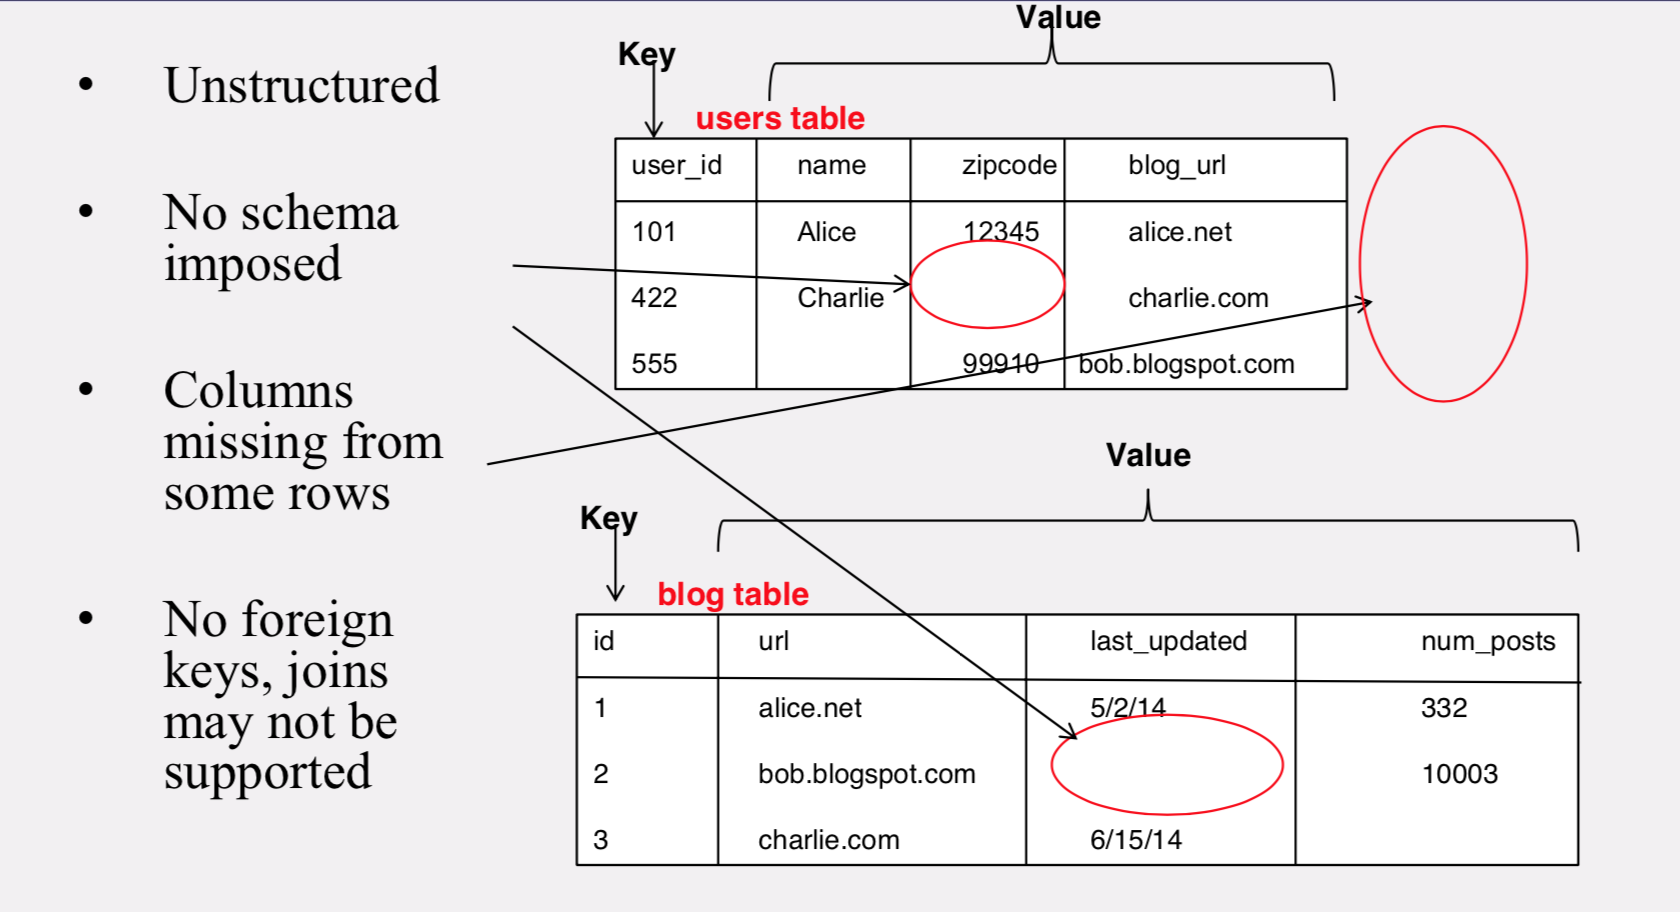 • Unstructured
• No schema
imposed
• Columns
missing from
some rows
• No foreign
keys, joins
may not be
supported
Value
Key
users table
user_id name zipcode blog_url
101 Alice 12345 alice.net
422 Charlie charlie.com
555 99910 bob.blogspot.com
Value
Key
blog table
id url last_updated num_posts
1 alice.net 5/2/14 332
2 bob.blogspot.com 10003
3 charlie.com 6/15/14